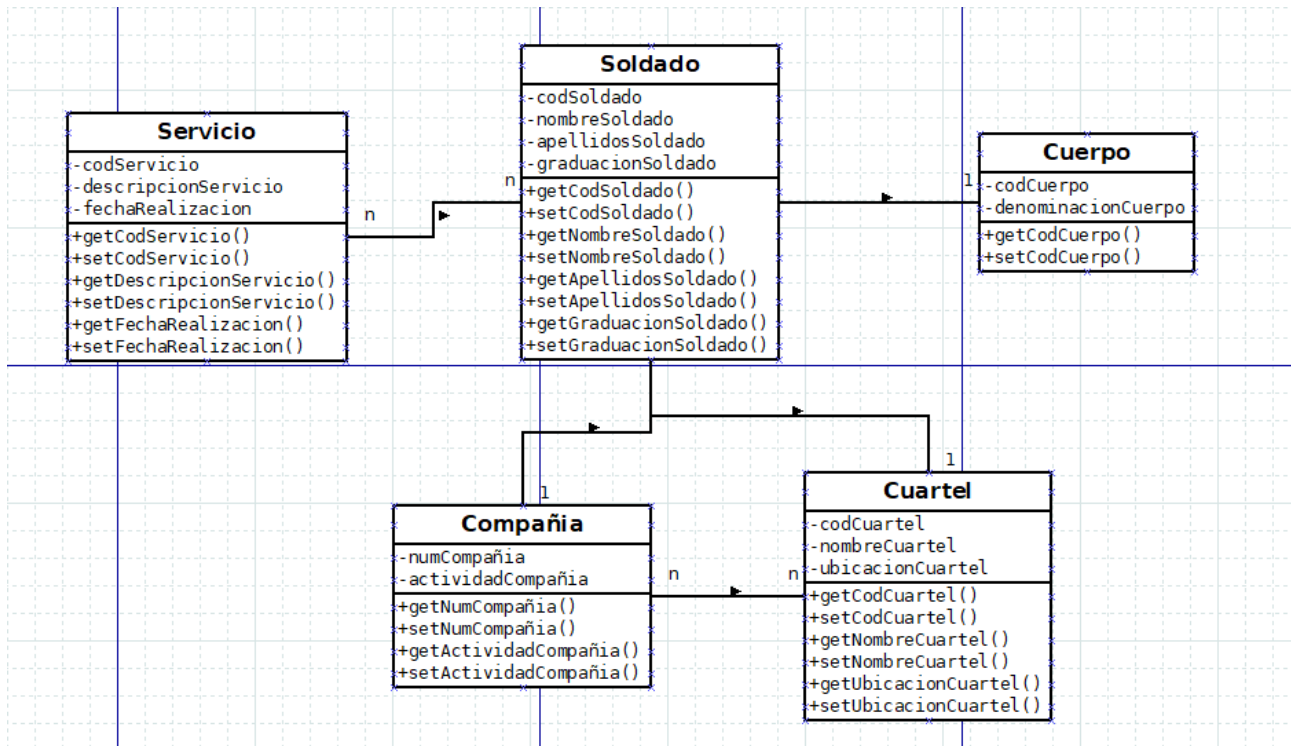 Servicio
-codServicio
-descripcionServicio
-fechaRealizacion
+getCodServicio()
+setCodServicio()
+getDescripcionServicio()
+setDescripcionServicio()
+getFechaRealizacion()
+setFechaRealizacion()
n
n
Soldado
-codSoldado
-nombreSoldado
-apellidosSoldado
-graduacionSoldado
+getCodSoldado()
+setCodSoldado()
+getNombreSoldado()
+setNombreSoldado()
+getApellidosSoldado()
+setApellidosSoldado()
+getGraduacionSoldado()
+setGraduacionSoldado()
1
Cuerpo
-codCuerpo
-denominacionCuerpo
+getCodCuerpo()
+setCodCuerpo()
1
Compañia
-numCompañia
-actividadCompañia
+getNumCompañia()
+setNumCompañia()
+getActividadCompañia()
+setActividadCompañia()
n
n
1
Cuartel
-codCuartel
-nombreCuartel
-ubicacionCuartel
+getCodCuartel()
+setCodCuartel()
+getNombreCuartel()
+setNombreCuartel()
+getUbicacionCuartel()
+setUbicacionCuartel()